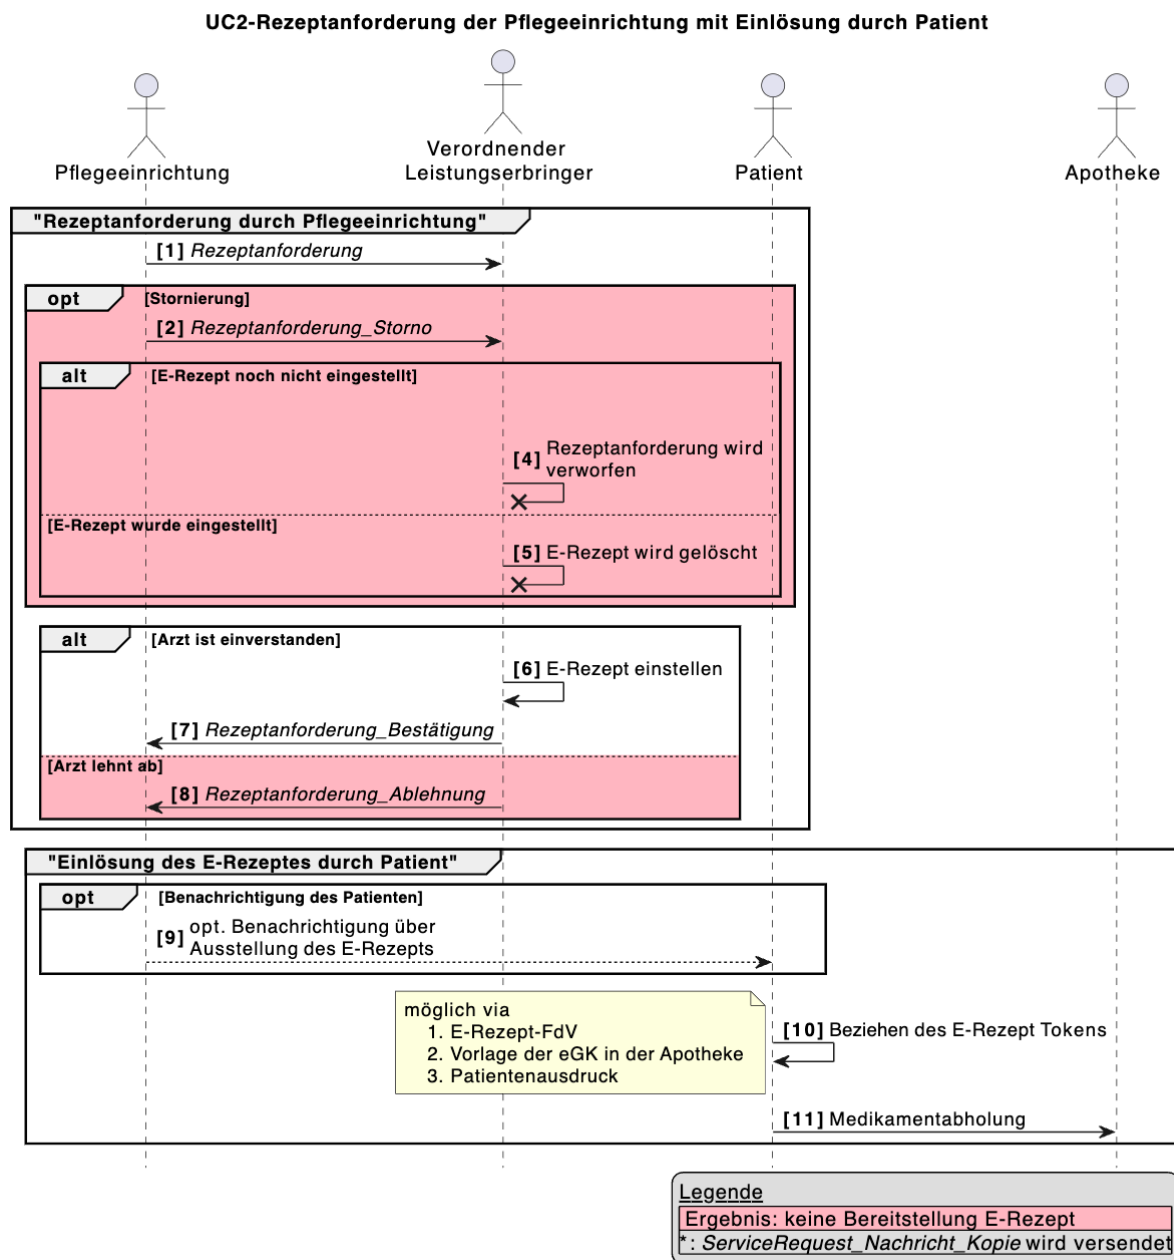 UC2-Rezeptanforderung der Pflegeeinrichtung mit Einlösung durch Patient
Pflegeeinrichtung
Verordnender
Leistungserbringer
Patient
Apotheke
"Rezeptanforderung durch Pflegeeinrichtung"
[1] Rezeptanforderung
opt [Stornierung]
[2] Rezeptanforderung_Storno
alt [E-Rezept noch nicht eingestellt]
[4] Rezeptanforderung wird
verworfen
[E-Rezept wurde eingestellt]
[5] E-Rezept wird gelöscht
alt [Arzt ist einverstanden]
[6] E-Rezept einstellen
[7] Rezeptanforderung_Bestätigung
[Arzt lehnt ab]
[8] Rezeptanforderung_Ablehnung
"Einlösung des E-Rezeptes durch Patient"
opt [Benachrichtigung des Patienten]
[9] opt. Benachrichtigung über
Ausstellung des E-Rezepts
möglich via
1. E-Rezept-FdV
2. Vorlage der eGK in der Apotheke
3. Patientenausdruck
[10] Beziehen des E-Rezept Tokens
[11] Medikamentabholung
Legende
Ergebnis: keine Bereitstellung E-Rezept
*: ServiceRequest_Nachricht_Kopie wird versendet